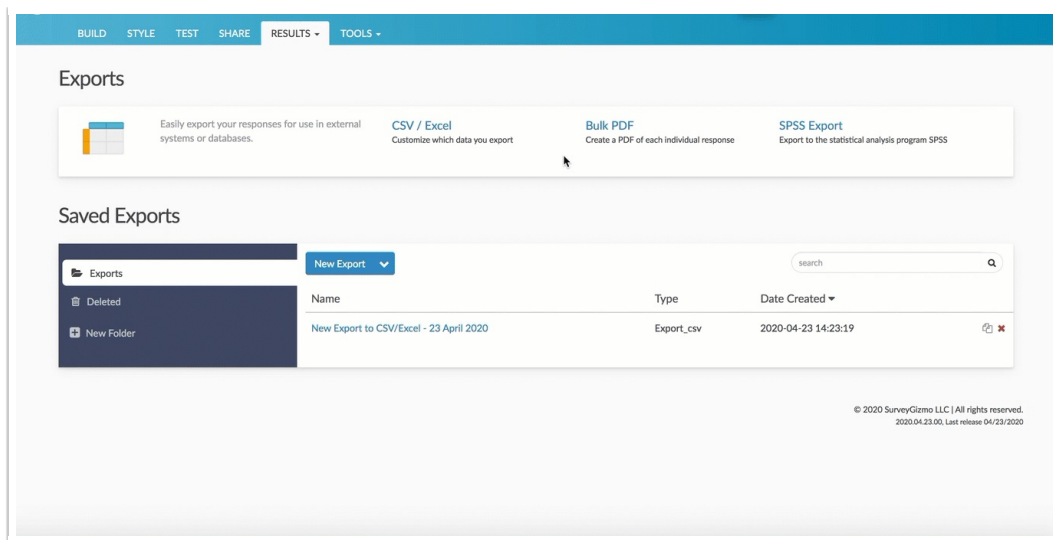 BUILD STYLE TEST SHARE RESULTS TOOLS
Exports
Easily export your responses for use in external
systems or databases.
CSV / Excel
Customize which data you export
Bulk PDF
Create a PDF of each individual response
SPSS Export
Export to the statistical analysis program SPSS
Saved Exports
Exports
Deleted
New Folder
New Export
search
Name Type Date Created
New Export to CSV/Excel - 23 April 2020 Export_csv 2020-04-23 14:23:19
© 2020 SurveyGizmo LLC | All rights reserved.
2020.04.23.00, Last release 04/23/2020